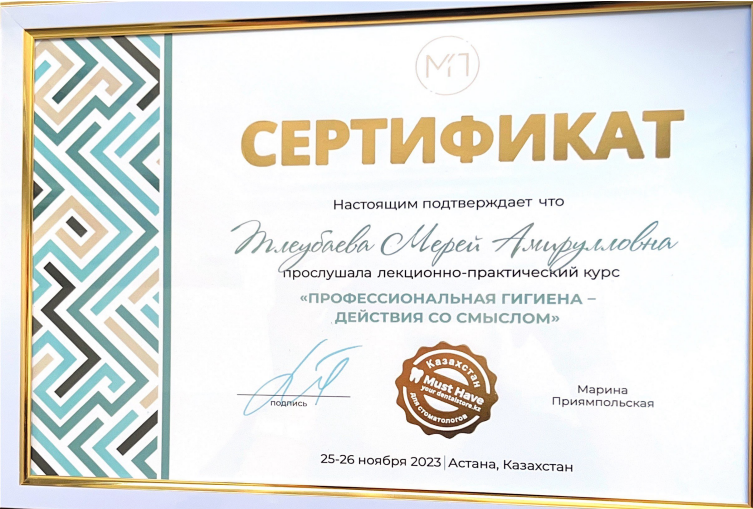 МП
СЕРТИФИКАТ
Настоящим подтверждает что
Тлеубаева Мерей Амирулловна
прослушала лекционно-практический курс
«ПРОФЕССИОНАЛЬНАЯ ГИГИЕНА –
ДЕЙСТВИЯ СО СМЫСЛОМ»
подпись
Казахстан
Must Have
your dentalstore.kz
для стоматологов
Марина
Приямпольская
25-26 ноября 2023 | Астана, Казахстан